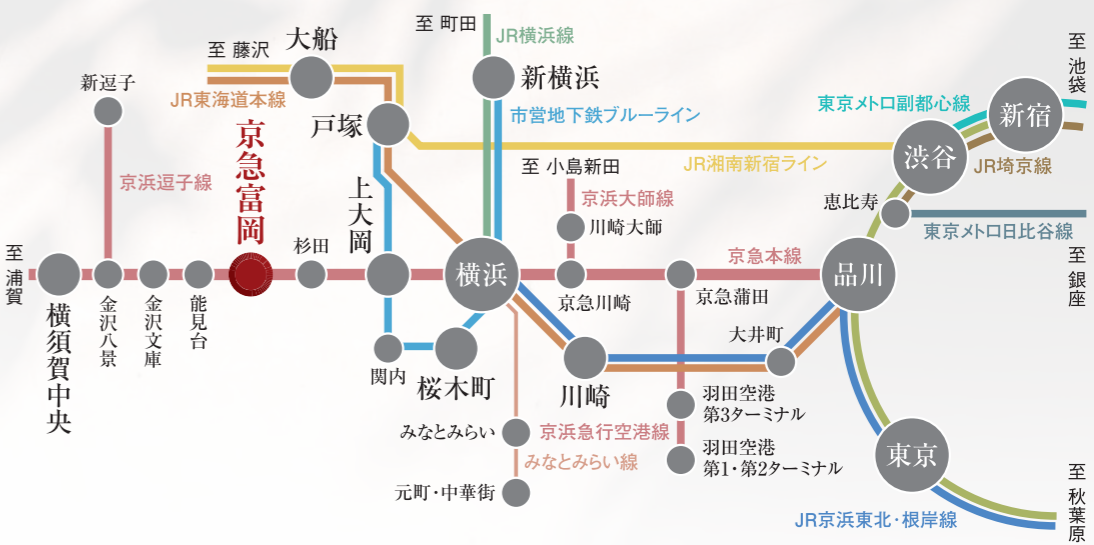 至 町田
JR横浜線
大船
至 藤沢
新逗子
JR東海道本線
新横浜
市営地下鉄ブルーライン
至 池袋
東京メトロ副都心線
新宿
戸塚
京急富岡
渋谷
JR埼京線
JR湘南新宿ライン
至 小島新田
京浜逗子線
上大岡
京浜大師線
恵比寿
川崎大師
東京メトロ日比谷線
至 浦賀
杉田
京急本線
至 銀座
横浜
品川
横須賀中央
金沢八景
金沢文庫
能見台
京急川崎
京急蒲田
大井町
関内
桜木町
川崎
羽田空港
第3ターミナル
みなとみらい
京浜急行空港線
羽田空港
第1・第2ターミナル
みなとみらい線
東京
元町・中華街
至 秋葉原
JR京浜東北・根岸線